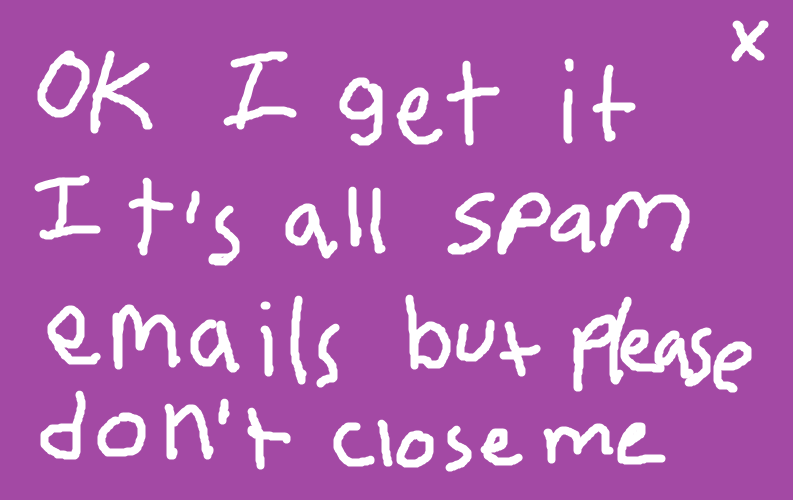 x
OK I get it
It's all spam
emails but please
don't close me